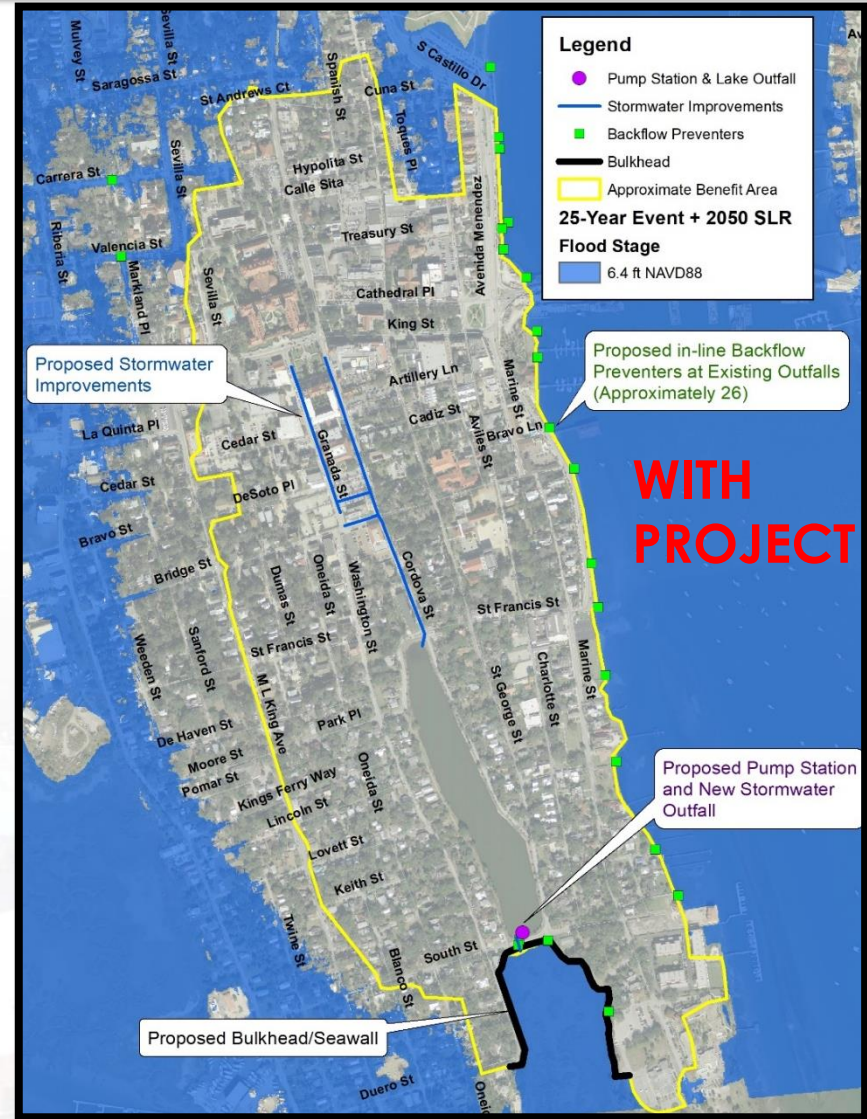 Mulvey St
Sevilla St
Saragossa St
St Andrews Ct
Spanish St
Cuna St
S Castillo Dr
Toques Pl
Carrera St
Sevilla St
Hypolita St
Calle Sita
Riberia St
Valencia St
Markland Pl
Treasury St
Avenida Menendez
Sevilla St
Cathedral Pl
King St
Legend
Pump Station & Lake Outfall
Stormwater Improvements
Backflow Preventers
Bulkhead
Approximate Benefit Area
25-Year Event + 2050 SLR
Flood Stage
6.4 ft NAVD88
Proposed Stormwater
Improvements
Proposed in-line Backflow
Preventers at Existing Outfalls
(Approximately 26)
Artillery Ln
Marine St
La Quinta Pl
Cedar St
Granada St
Cadiz St
Aviles St
Bravo Ln
WITH
PROJECT
Cedar St
DeSoto Pl
Bravo St
Bridge St
Dumas St
Oneida St
Washington St
Cordova St
St Francis St
Weeden St
Sanford St
St Francis St
M L King Ave
St George St
Charlotte St
Marine St
De Haven St
Park Pl
Moore St
Pomar St
Kings Ferry Way
Oneida St
Lincoln St
Proposed Pump Station
and New Stormwater
Outfall
Lovett St
Keith St
Twine St
South St
Blanco St
Proposed Bulkhead/Seawall
Duero St